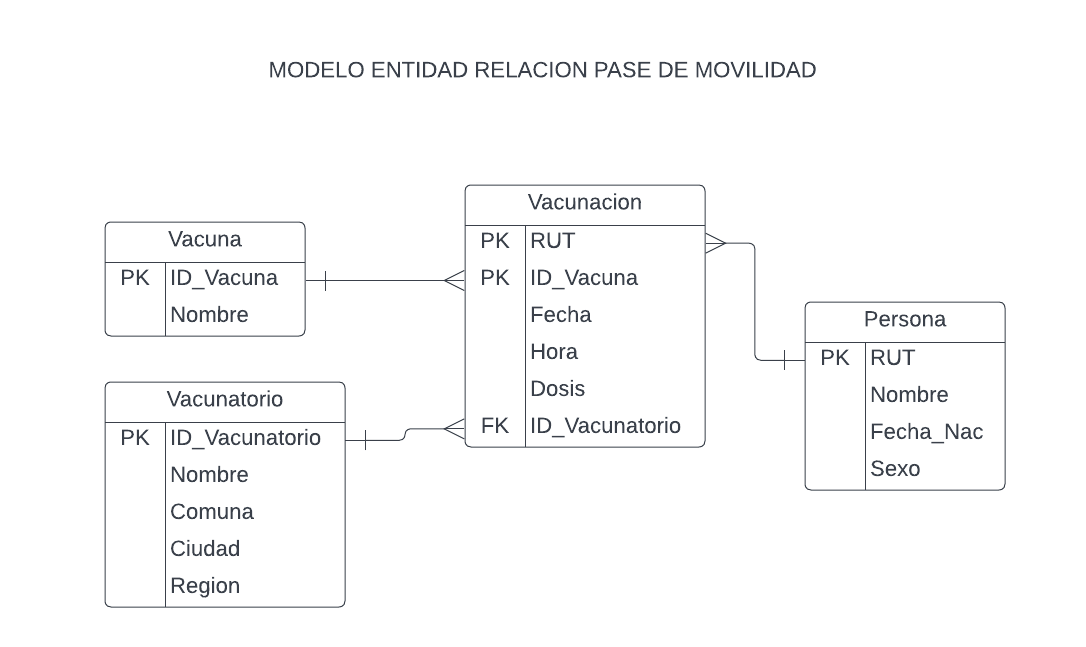 MODELO ENTIDAD RELACION PASE DE MOVILIDAD
Vacuna
PK ID_Vacuna
Nombre
Vacunatorio
PK ID_Vacunatorio
Nombre
Comuna
Ciudad
Region
Vacunacion
PK RUT
PK ID_Vacuna
Fecha
Hora
Dosis
FK ID_Vacunatorio
Persona
PK RUT
Nombre
Fecha_Nac
Sexo